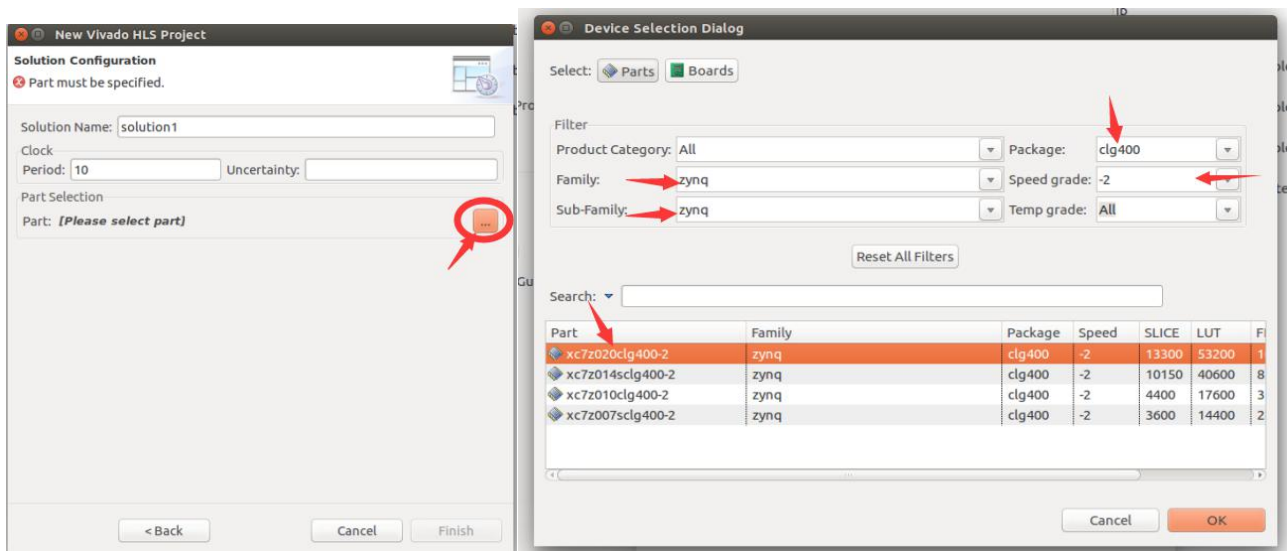 New Vivado HLS Project
Solution Configuration
Part must be specified.
Solution Name: solution1
Clock
Period: 10 Uncertainty:
Part Selection
Part: [Please select part] ...
< Back Cancel Finish
Device Selection Dialog
Select: Parts Boards
Filter
Product Category: All Package: clg400
Family: zynq Speed grade: -2
Sub-Family: zynq Temp grade: All
Reset All Filters
Search:
Part Family Package Speed SLICE LUT
xc7z020clg400-2 zynq clg400 -2 13300 53200
xc7z014sclg400-2 zynq clg400 -2 10150 40600
xc7z010clg400-2 zynq clg400 -2 4400 17600
xc7z007sclg400-2 zynq clg400 -2 3600 14400
Cancel OK